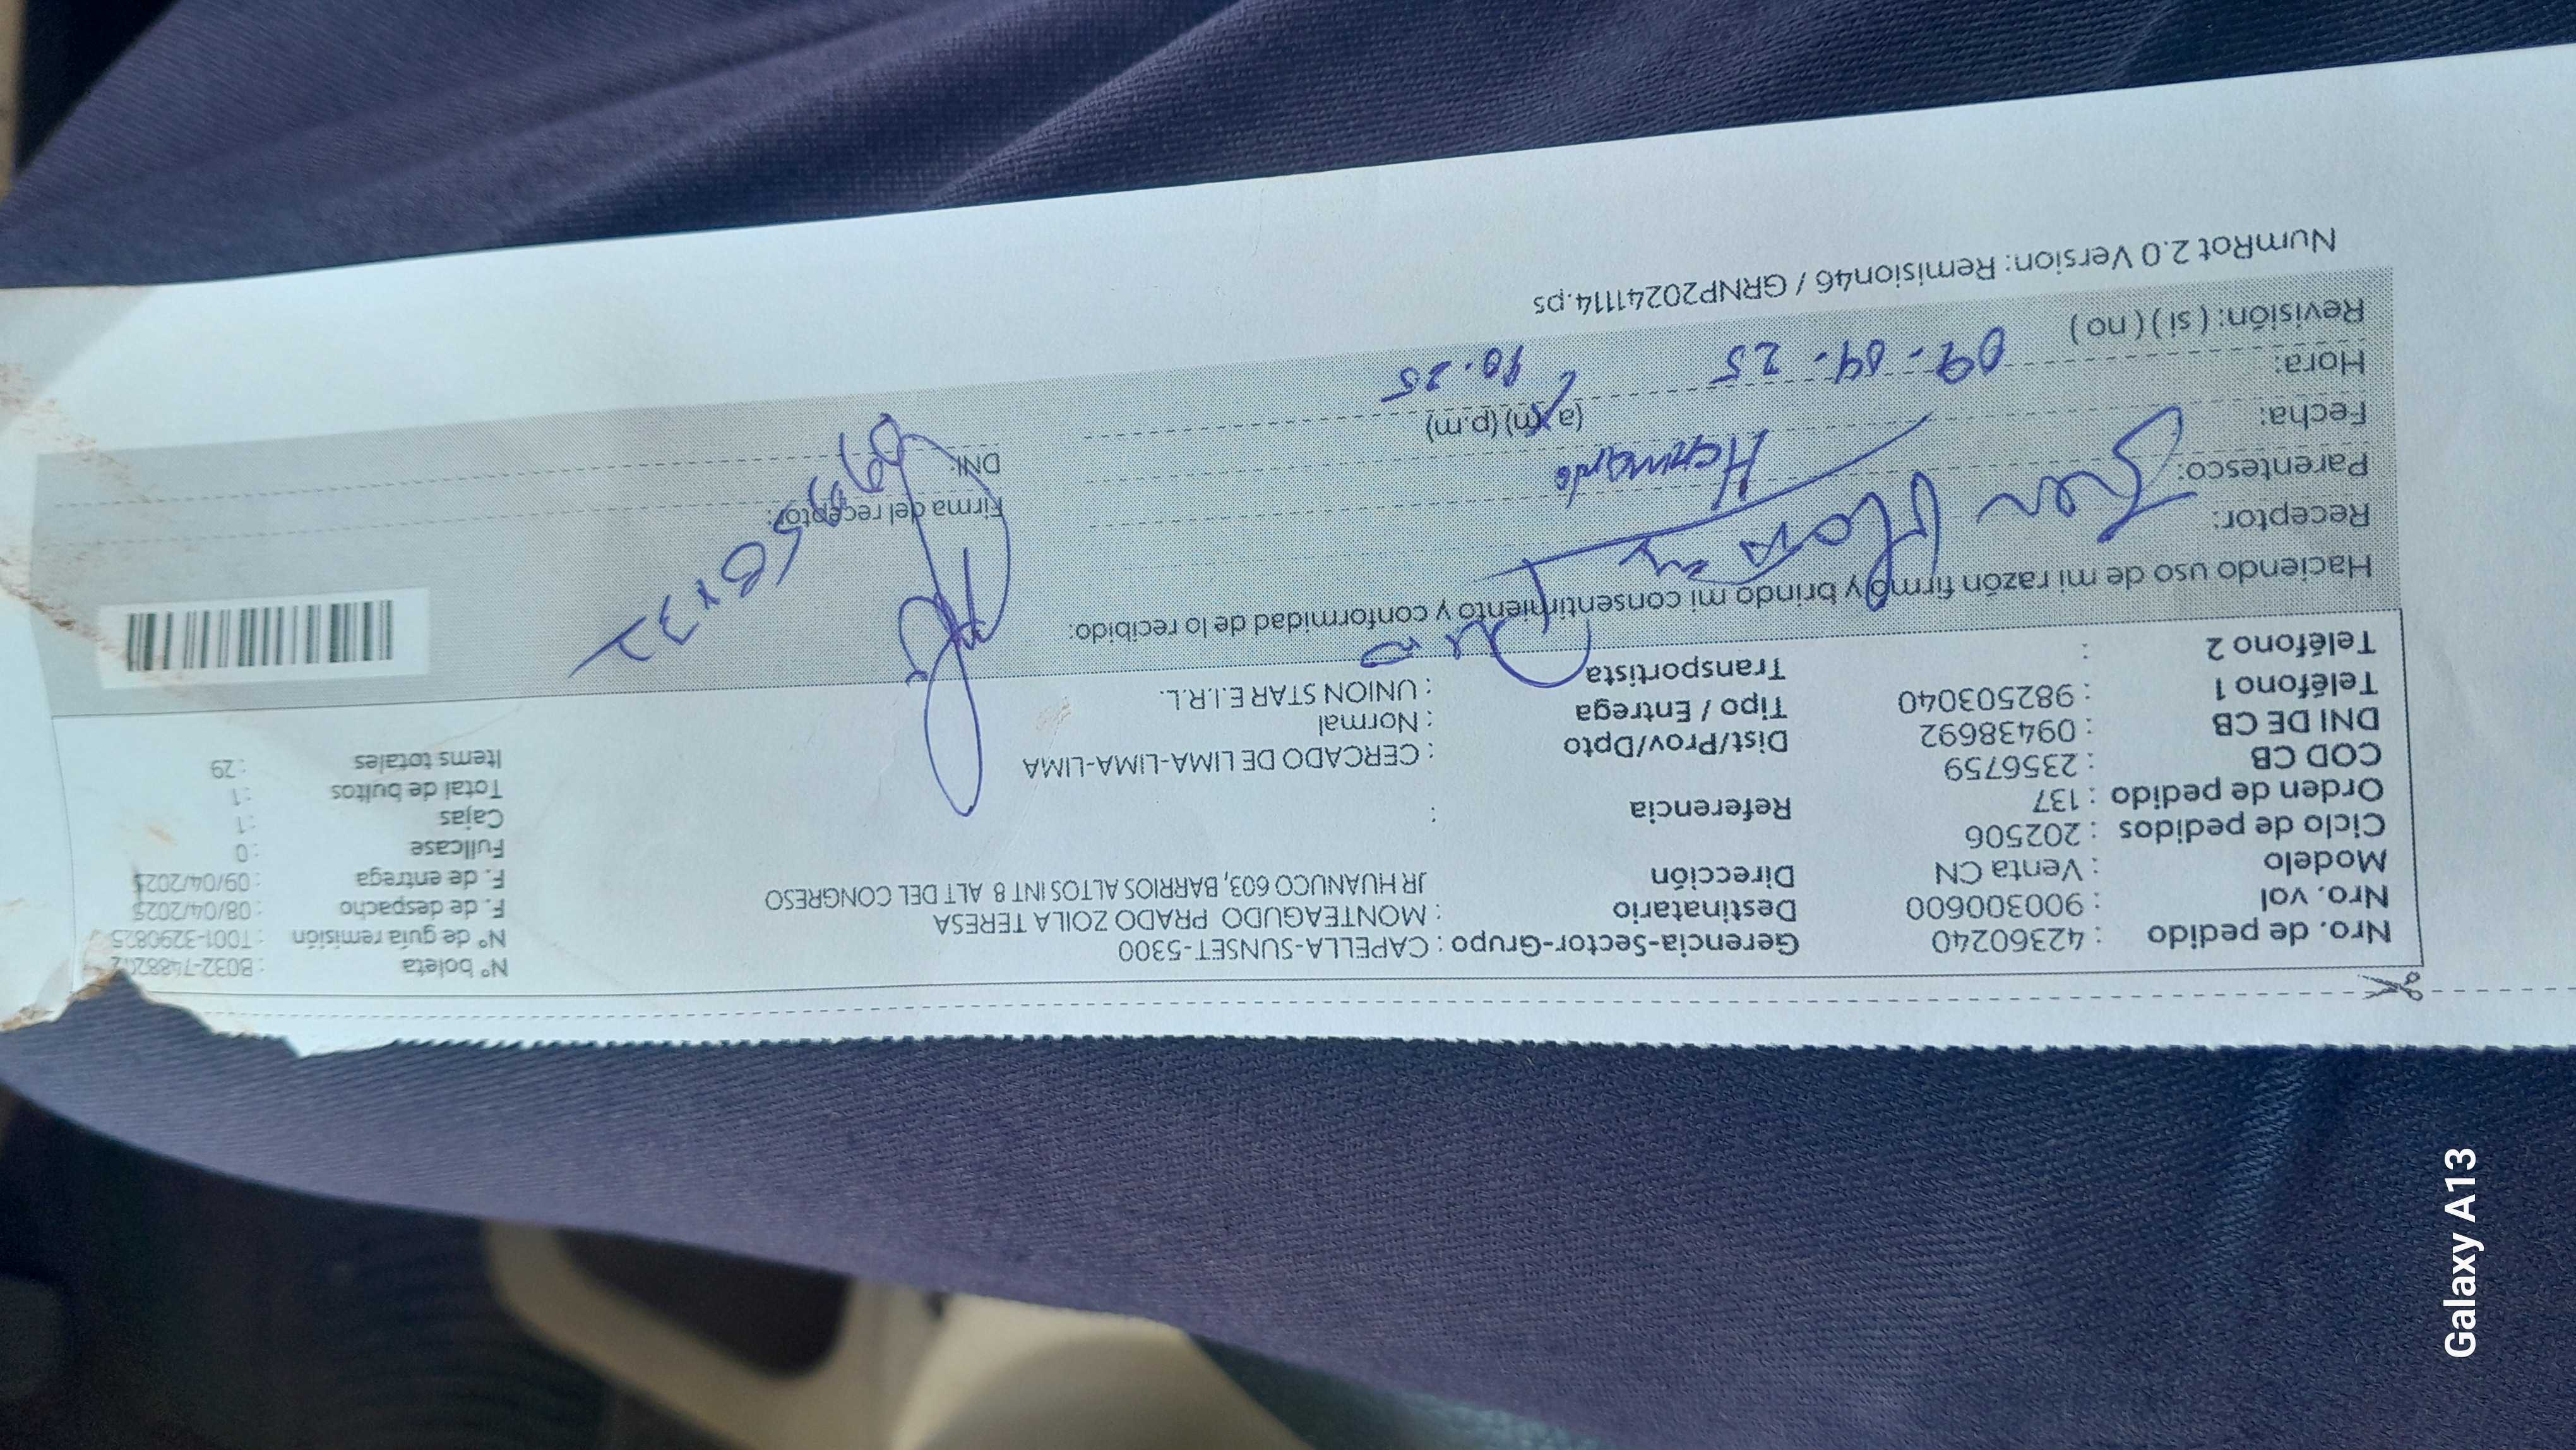 Nro. de pedido : 42360240
Nro. vol : 900300600
Modelo : Venta CN
Ciclo de pedidos : 202506
Orden de pedido : 137
COD CB : 2356759
DNI DE CB : 09438692
Teléfono 1 : 982503040
Teléfono 2 :
Gerencia-Sector-Grupo : CAPELLA-SUNSET-5300
Destinatario : MONTEAGUDO PRADO ZOILA TERESA
Dirección JR HUANUCO 603, BARRIOS ALTOS INT 8 ALT DEL CONGRESO
Referencia :
Dist/Prov/Dpto : CERCADO DE LIMA-LIMA-LIMA
Tipo / Entrega : Normal
Transportista : UNION STAR E.I.R.L.
N° boleta : B032-7488202
N° de guía remisión : T001-3290825
F. de despacho : 08/04/2025
F. de entrega : 09/04/2025
Fullcase : 0
Cajas : 1
Total de bultos : 1
Items totales : 29
Haciendo uso de mi razón firmo y brindo mi consentimiento y conformidad de lo recibido:
Receptor:
Parentesco: Hermando
Fecha: (a.m) (p.m)
Hora: 09-04-25 10.25
Revisión: ( si ) ( no )
Firma del receptor:
DNI:
NumRot 2.0 Version: Remision46 / GRNP20241114.ps
Galaxy A13